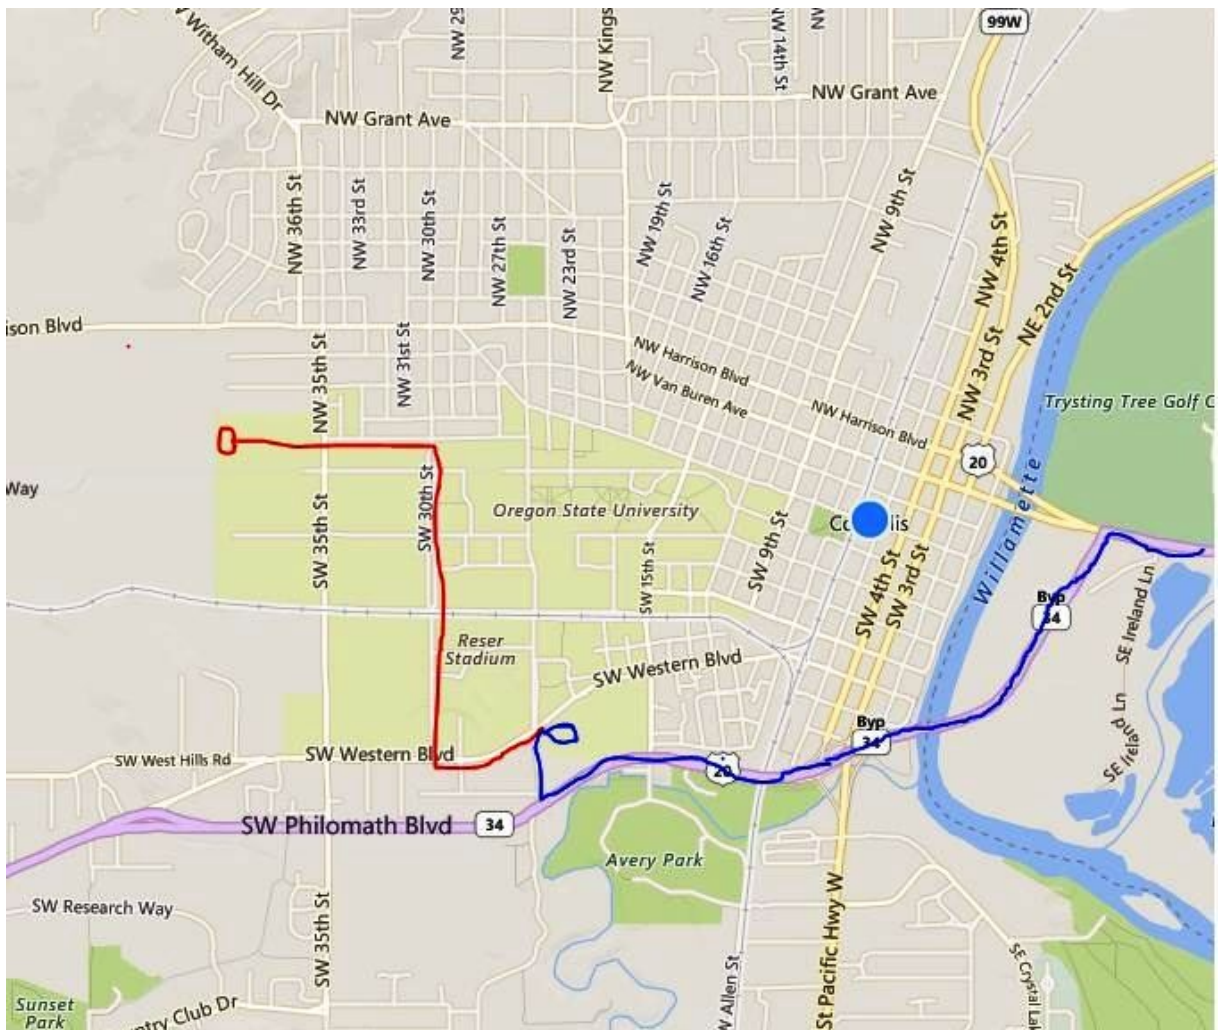 99W
NW Witham Hill Dr
NW 29
NW Kings
NW 14th St
NW
NW Grant Ave
NW Grant Ave
NW 36th St
NW 33rd St
NW 30th St
NW 27th St
NW 23rd St
NW 19th St
NW 16th St
NW 9th St
NW 4th St
NE 2nd St
ison Blvd
NW 35th St
NW 31st St
NW Harrison Blvd
NW Van Buren Ave
NW Harrison Blvd
NW 3rd St
Trysting Tree Golf C
20
Way
SW 35th St
SW 30th St
Oregon State University
SW 15th St
SW 9th St
SW 4th St
SW 3rd St
Willamette
Byp
34
SE Ireland Ln
Reser
Stadium
SW Western Blvd
SW West Hills Rd
SW Western Blvd
20
Byp
34
SE Ireland Ln
SW Philomath Blvd
34
Avery Park
SW Research Way
SW 35th St
St Pacific Hwy W
W Allen St
SE Crystal Lak
Sunset
Park
ntry Club Dr